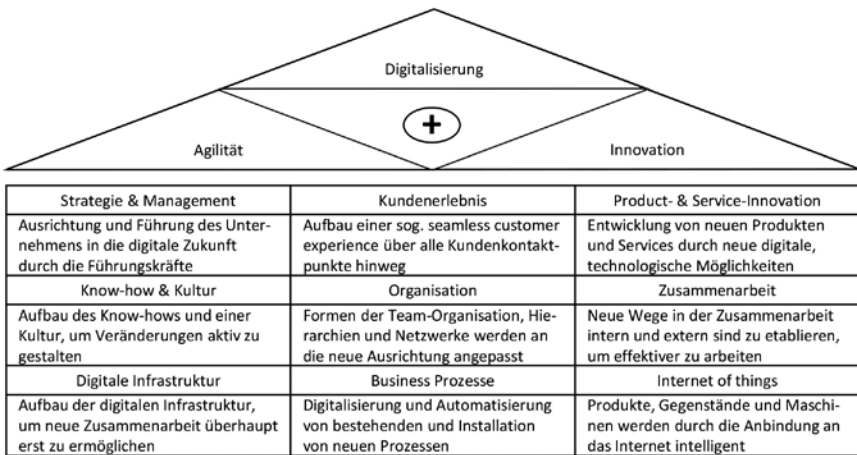 Digitalisierung
+
Agilität
Innovation
Strategie & Management
Ausrichtung und Führung des Unter-
nehmens in die digitale Zukunft
durch die Führungskräfte
Kundenerlebnis
Aufbau einer sog. seamless customer
experience über alle Kundenkontakt-
punkte hinweg
Product- & Service-Innovation
Entwicklung von neuen Produkten
und Services durch neue digitale,
technologische Möglichkeiten
Know-how & Kultur
Aufbau des Know-hows und einer
Kultur, um Veränderungen aktiv zu
gestalten
Organisation
Formen der Team-Organisation, Hie-
rarchien und Netzwerke werden an
die neue Ausrichtung angepasst
Zusammenarbeit
Neue Wege in der Zusammenarbeit
intern und extern sind zu etablieren,
um effektiver zu arbeiten
Digitale Infrastruktur
Aufbau der digitalen Infrastruktur,
um neue Zusammenarbeit überhaupt
erst zu ermöglichen
Business Prozesse
Digitalisierung und Automatisierung
von bestehenden und Installation
von neuen Prozessen
Internet of things
Produkte, Gegenstände und Maschi-
nen werden durch die Anbindung an
das Internet intelligent